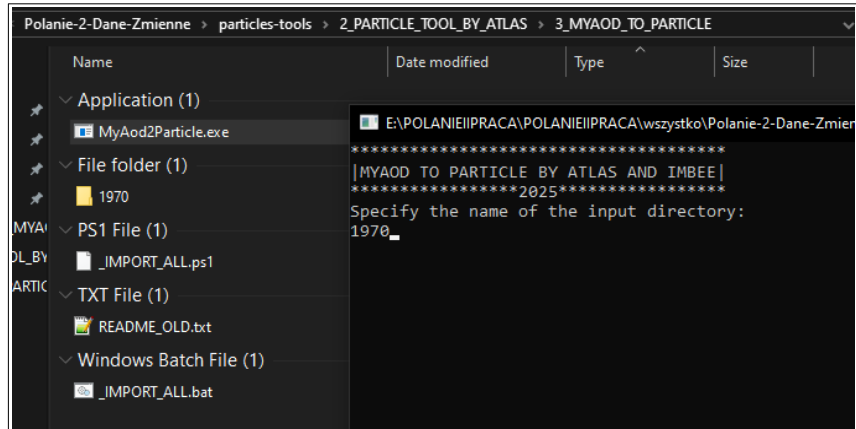 Polanie-2-Dane-Zmienne > particles-tools > 2_PARTICLE_TOOL_BY_ATLAS > 3_MYAOD_TO_PARTICLE
Name Date modified Type Size
Application (1)
MyAod2Particle.exe
File folder (1)
1970
PS1 File (1)
_IMPORT_ALL.ps1
TXT File (1)
README_OLD.txt
Windows Batch File (1)
_IMPORT_ALL.bat
_MYA
OL_BY
ARTIC
E:\POLANIEIIPRACA\POLANIEIIPRACA\wszystko\Polanie-2-Dane-Zmien
**************************************
|MYAOD TO PARTICLE BY ATLAS AND IMBEE|
*****************2025*****************
Specify the name of the input directory:
1970